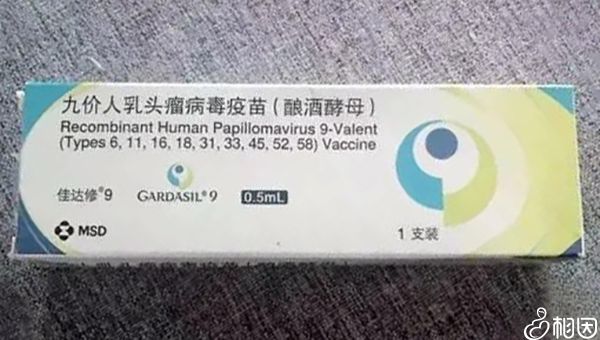 九价人乳头瘤病毒疫苗(酿酒酵母)
Recombinant Human Papillomavirus 9-Valent
(Types 6, 11, 16, 18, 31, 33, 45, 52, 58) Vaccine
佳达修®9
GARDASIL®9
0.5mL
MSD
1 支装
相因